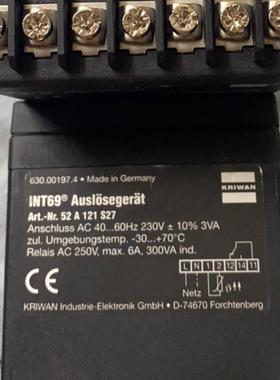 630.00197.4 • Made in Germany
KRIWAN
INT69® Auslösegerät
Art.-Nr. 52 A 121 S27
Anschluss AC 40...60Hz 230V ± 10% 3VA
zul. Umgebungstemp. -30...+70°C
Relais AC 250V, max. 6A, 300VA ind.
CE
L N 1 2 12 14 11
Netz
KRIWAN Industrie-Elektronik GmbH • D-74670 Forchtenberg